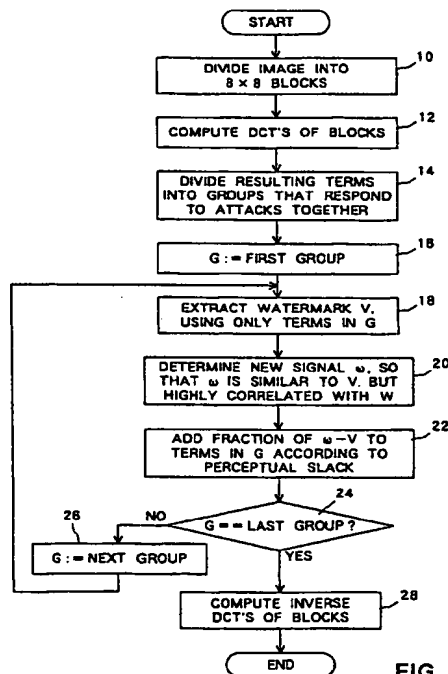 START
10
DIVIDE IMAGE INTO
8 × 8 BLOCKS
12
COMPUTE DCT'S OF BLOCKS
14
DIVIDE RESULTING TERMS
INTO GROUPS THAT RESPOND
TO ATTACKS TOGETHER
16
G := FIRST GROUP
18
EXTRACT WATERMARK V,
USING ONLY TERMS IN G
20
DETERMINE NEW SIGNAL ω, SO
THAT ω IS SIMILAR TO V, BUT
HIGHLY CORRELATED WITH W
22
ADD FRACTION OF ω-V TO
TERMS IN G ACCORDING TO
PERCEPTUAL SLACK
24
G == LAST GROUP ?
NO
26
G := NEXT GROUP
YES
28
COMPUTE INVERSE
DCT'S OF BLOCKS
END
FIG